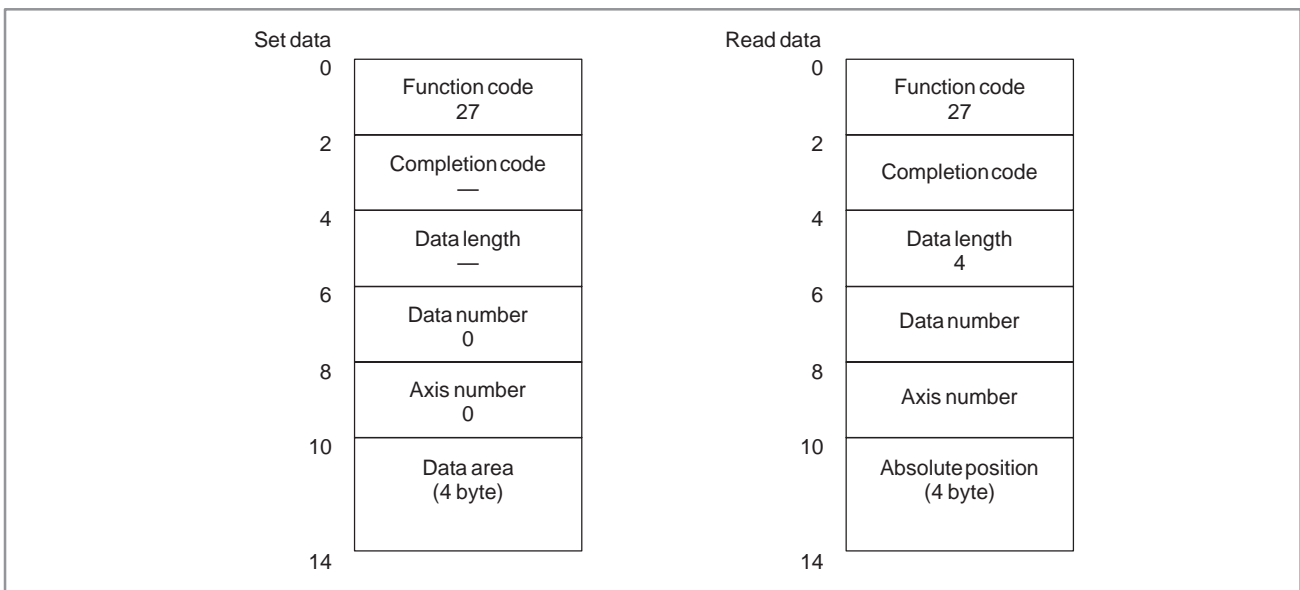 Set data
0
Function code
27
2
Completion code
—
4
Data length
—
6
Data number
0
8
Axis number
0
10
Data area
(4 byte)
14
Read data
0
Function code
27
2
Completion code
4
Data length
4
6
Data number
8
Axis number
10
Absolute position
(4 byte)
14